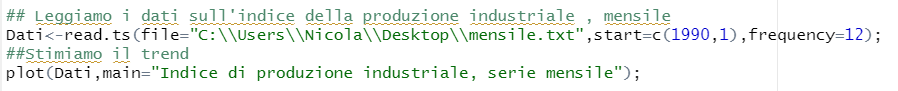 ## Leggiamo i dati sull'indice della produzione industriale , mensile
Dati<-read.ts(file="C:\\Users\\Nicola\\Desktop\\mensile.txt",start=c(1990,1),frequency=12);
##Stimiamo il trend
plot(Dati,main="Indice di produzione industriale, serie mensile");